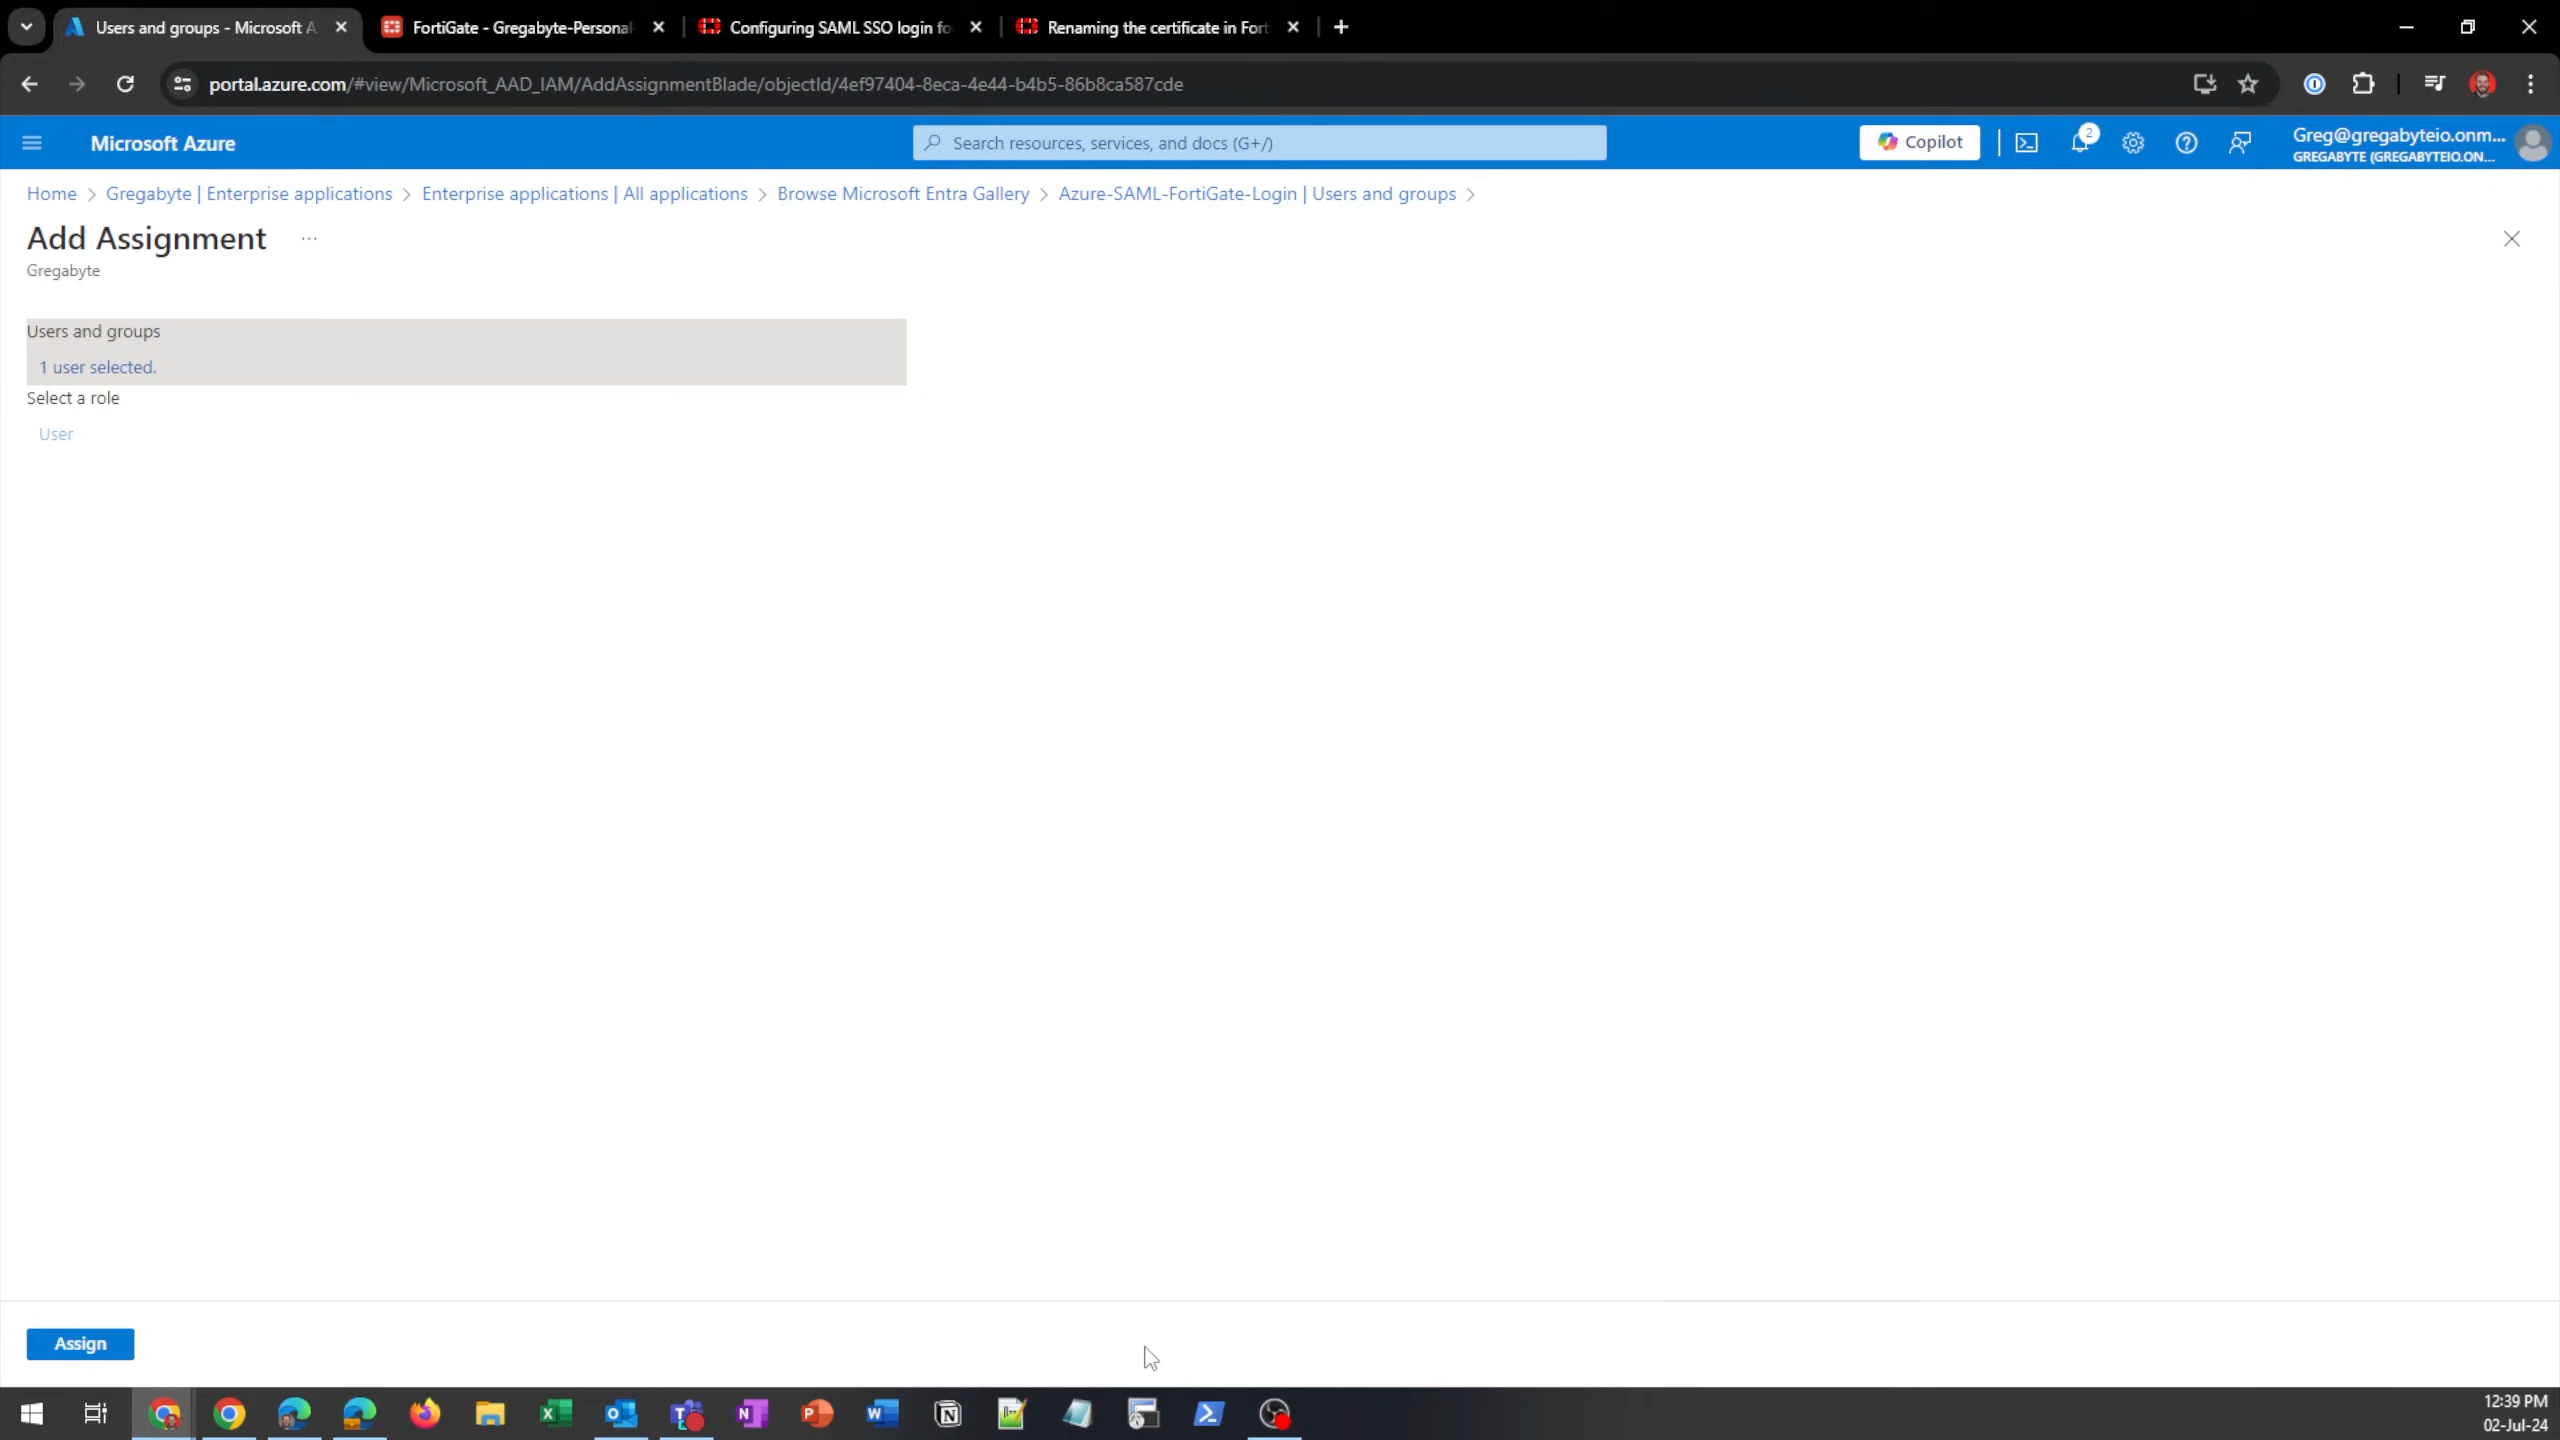 Users and groups - Microsoft A
FortiGate - Gregabyte-Personal
Configuring SAML SSO login fo
Renaming the certificate in Fort
portal.azure.com/#view/Microsoft_AAD_IAM/AddAssignmentBlade/objectId/4ef97404-8eca-4e44-b4b5-86b8ca587cde
Microsoft Azure
Search resources, services, and docs (G+/)
Copilot
2
Greg@gregabyteio.onm...
GREGABYTE (GREGABYTEIO.ON...
Home > Gregabyte | Enterprise applications > Enterprise applications | All applications > Browse Microsoft Entra Gallery > Azure-SAML-FortiGate-Login | Users and groups >
Add Assignment ...
Gregabyte
Users and groups
1 user selected.
Select a role
User
Assign
12:39 PM
02-Jul-24